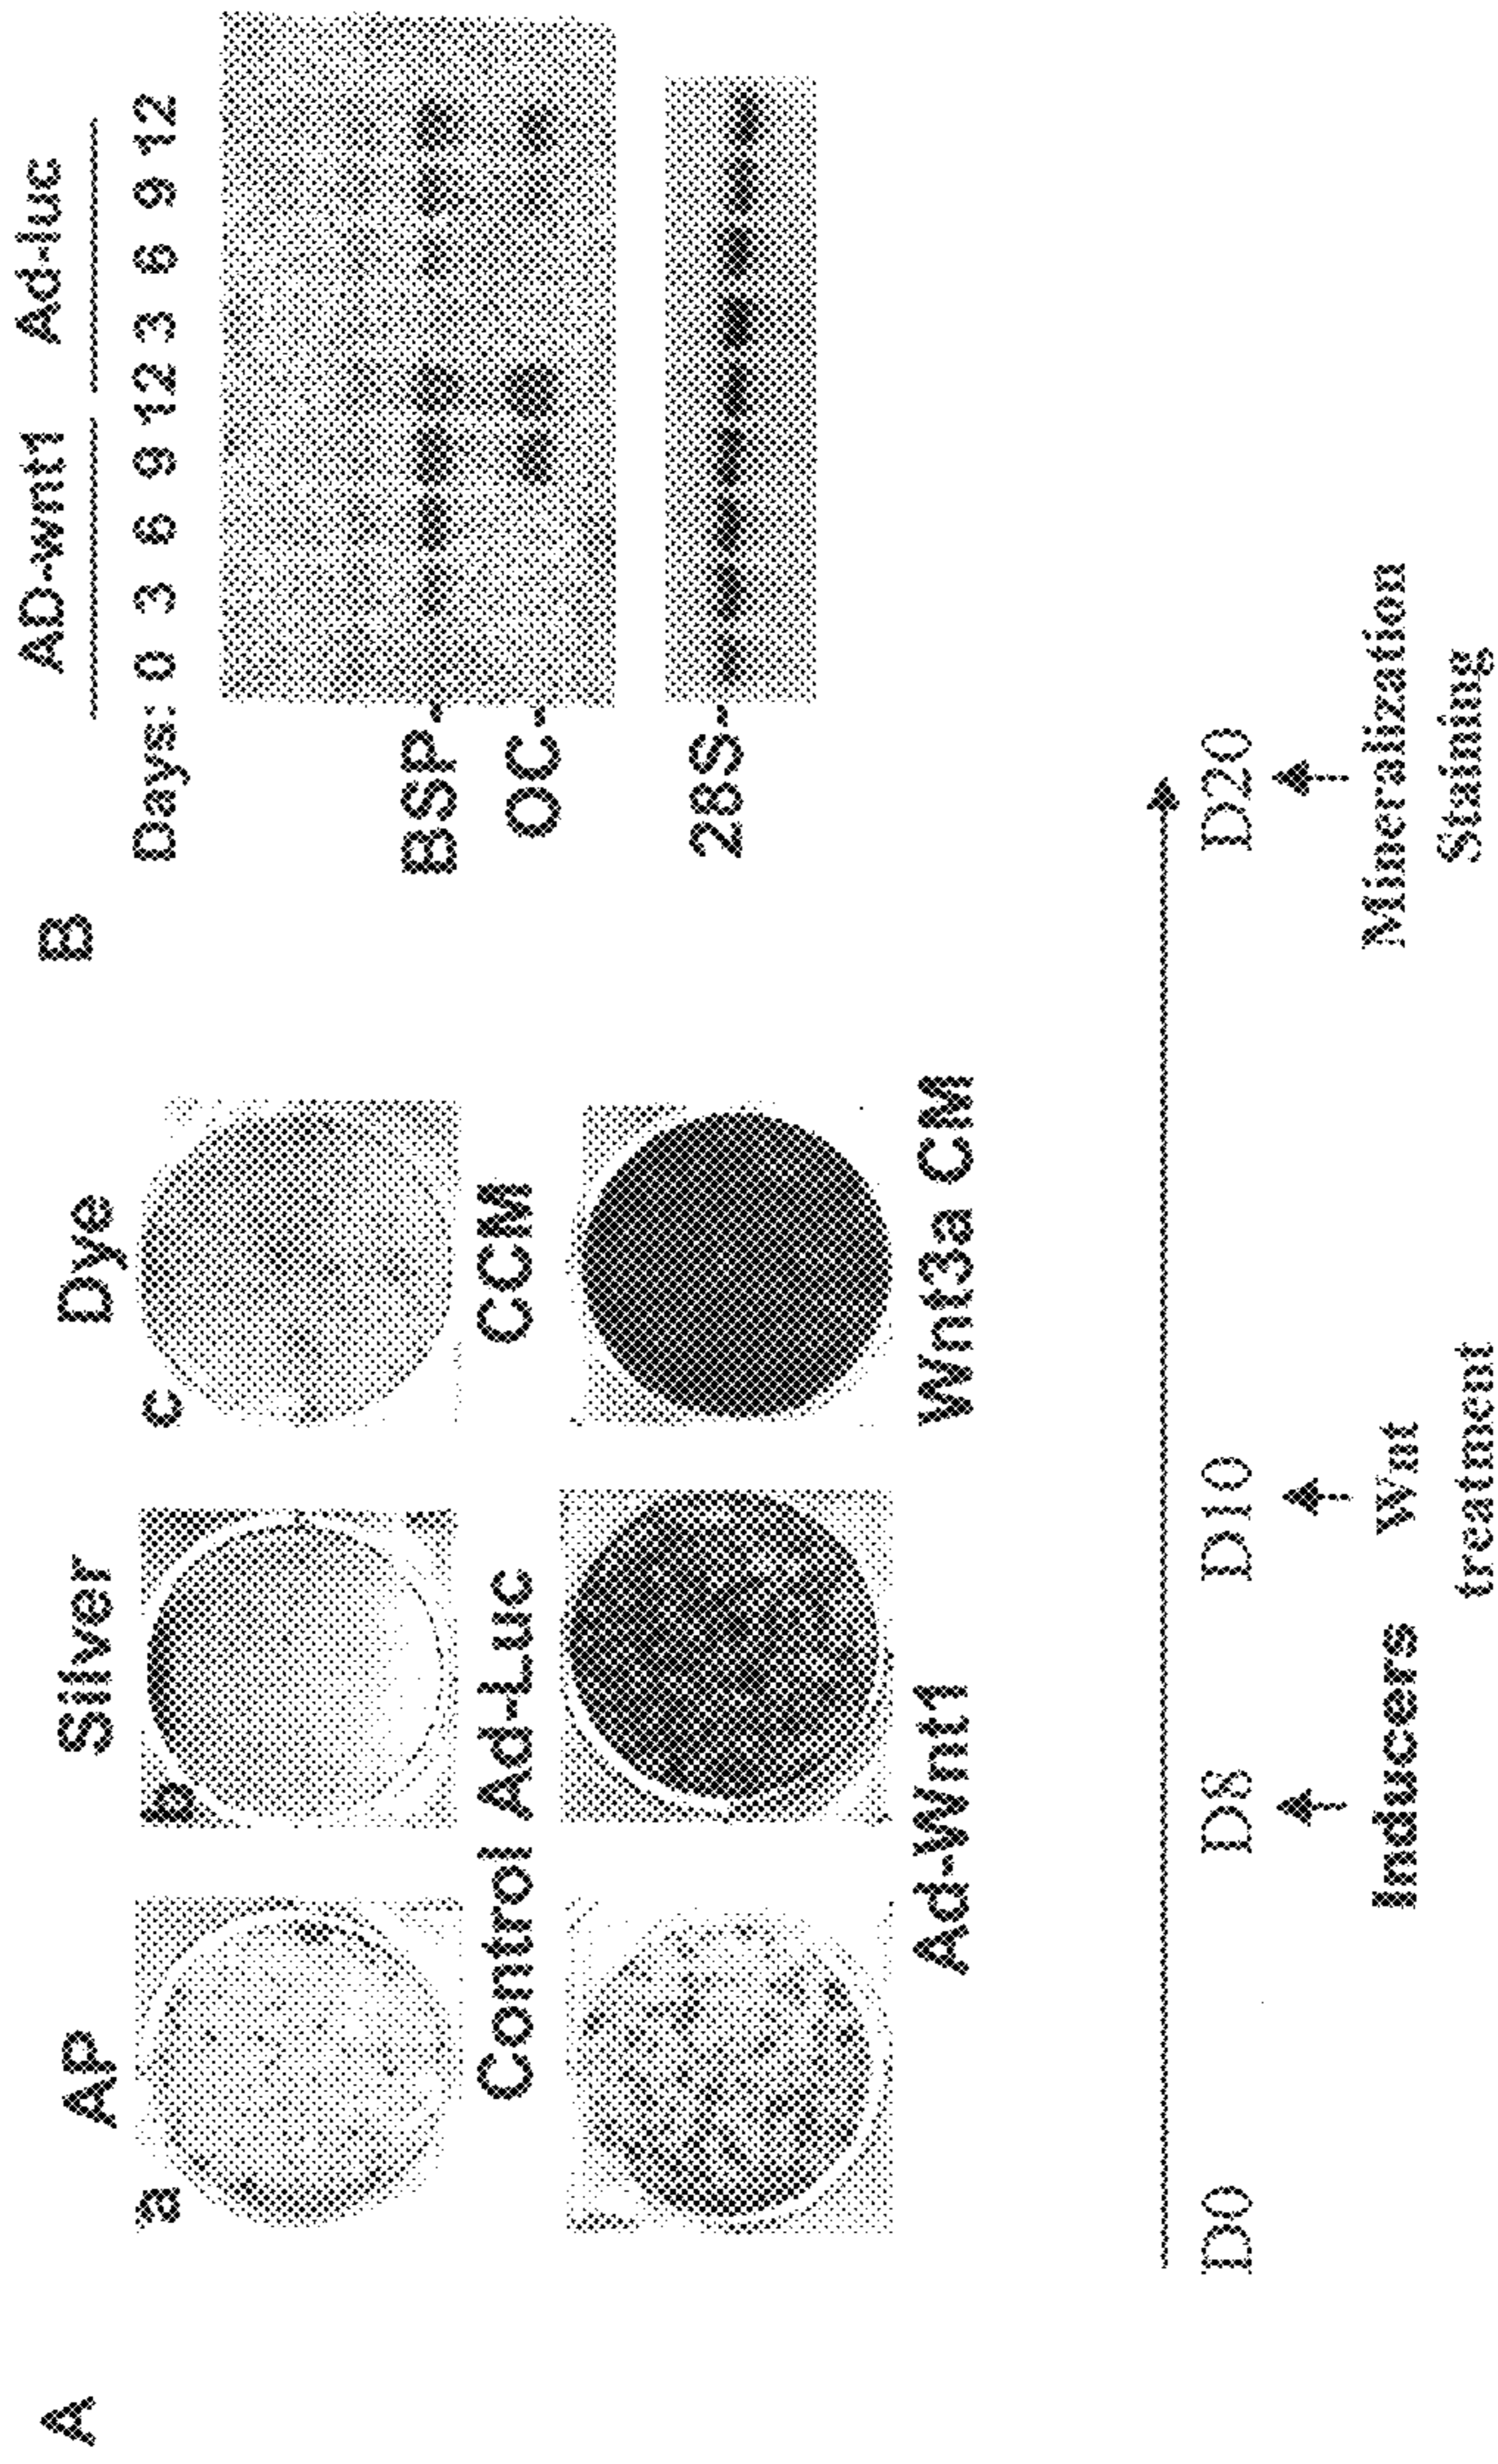 A
AP Silver Dye
a b c
Control Ad-Luc CCM
Ad-Wnt1 Wnt3a CM
D0 D8 D10 D20
Inducers Wnt Mineralization
treatment Staining
B
AD-wnt1 Ad-luc
Days: 0 3 6 9 12 3 6 9 12
BSP-
OC-
28S-